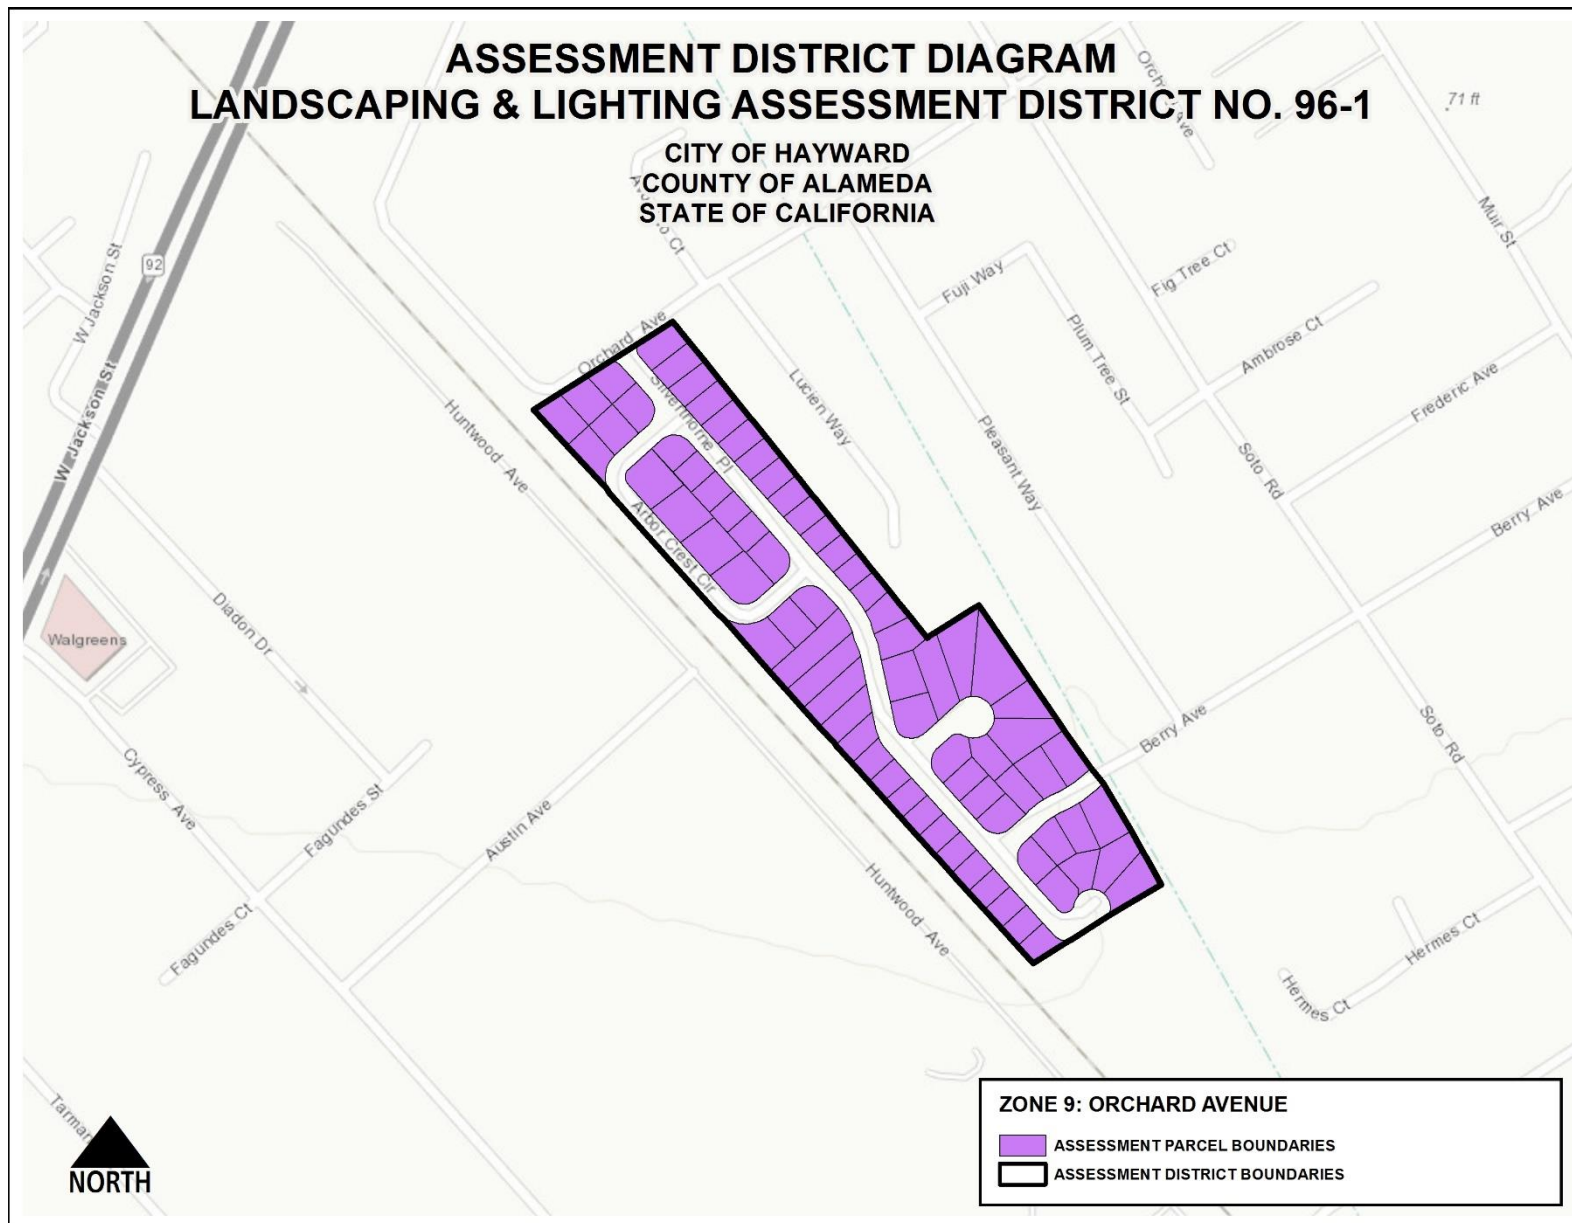 ASSESSMENT DISTRICT DIAGRAM
LANDSCAPING & LIGHTING ASSESSMENT DISTRICT NO. 96-1
CITY OF HAYWARD
COUNTY OF ALAMEDA
STATE OF CALIFORNIA
71 ft
Muir St
92
W Jackson St
W Jackson St
Fig Tree Ct
Fuji Way
Plum Tree St
Ambrose Ct
Orchard Ave
Silverthorne Pl
Lucien Way
Frederic Ave
Huntwood Ave
Pleasant Way
Soto Rd
Berry Ave
Arbor Crest Cir
Walgreens
Diadon Dr
Berry Ave
Soto Rd
Cypress Ave
Fagundes St
Austin Ave
Huntwood Ave
Fagundes Ct
Hermes Ct
Hermes Ct
ZONE 9: ORCHARD AVENUE
ASSESSMENT PARCEL BOUNDARIES
ASSESSMENT DISTRICT BOUNDARIES
NORTH